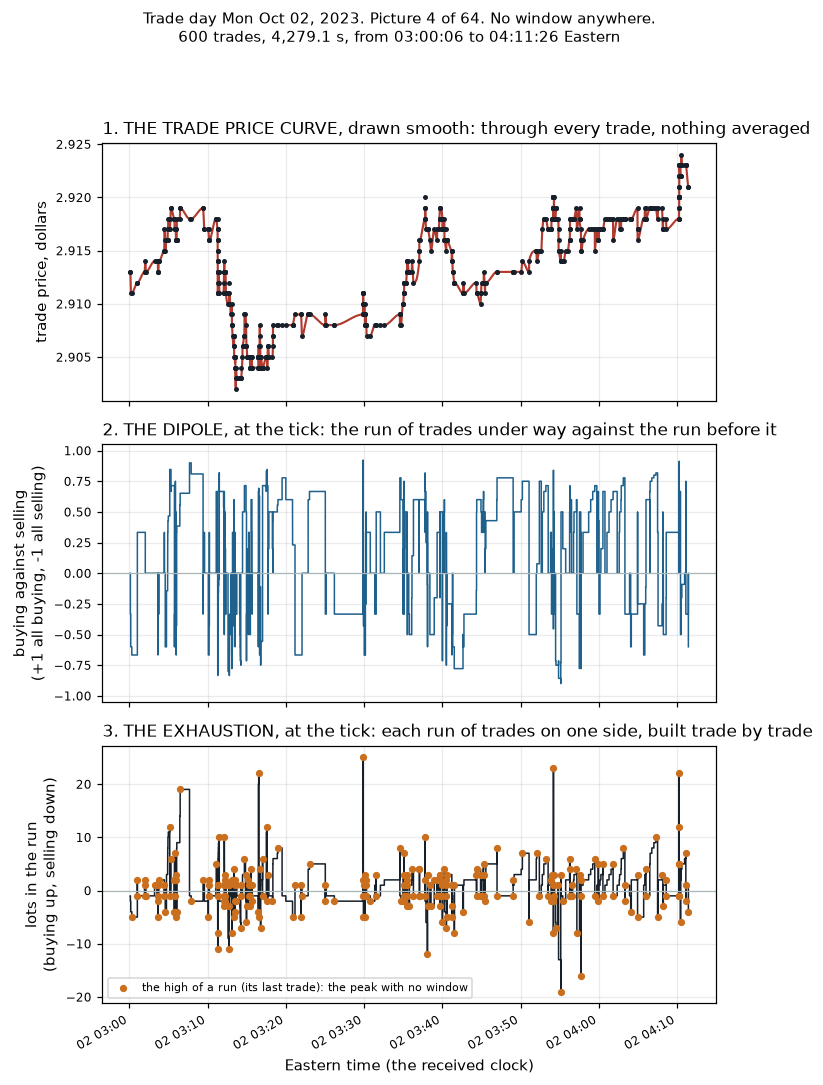 Trade day Mon Oct 02, 2023. Picture 4 of 64. No window anywhere.
600 trades, 4,279.1 s, from 03:00:06 to 04:11:26 Eastern
1. THE TRADE PRICE CURVE, drawn smooth: through every trade, nothing averaged
2.925
2.920
2.915
2.910
2.905
trade price, dollars
2. THE DIPOLE, at the tick: the run of trades under way against the run before it
1.00
0.75
0.50
0.25
0.00
−0.25
−0.50
−0.75
−1.00
buying against selling
(+1 all buying, -1 all selling)
3. THE EXHAUSTION, at the tick: each run of trades on one side, built trade by trade
20
10
0
−10
−20
lots in the run
(buying up, selling down)
the high of a run (its last trade): the peak with no window
02 03:00
02 03:10
02 03:20
02 03:30
02 03:40
02 03:50
02 04:00
02 04:10
Eastern time (the received clock)